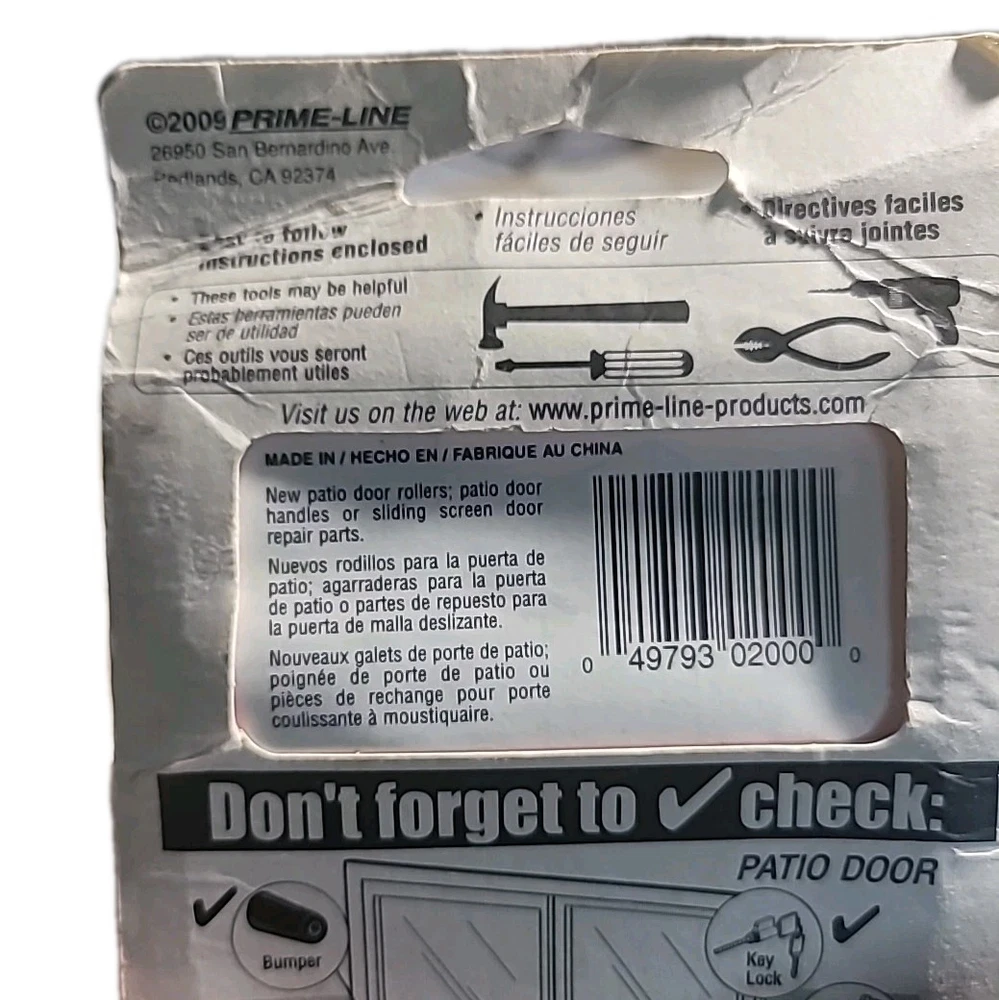 ©2009 PRIME-LINE
26950 San Bernardino Ave.
Redlands, CA 92374
to follow
instructions enclosed
• Instrucciones
fáciles de seguir
• Directives faciles
à suivre jointes
• These tools may be helpful
• Estas herramientas pueden
ser de utilidad
• Ces outils vous seront
probablement utiles
Visit us on the web at: www.prime-line-products.com
MADE IN / HECHO EN / FABRIQUE AU CHINA
New patio door rollers; patio door
handles or sliding screen door
repair parts.
Nuevos rodillos para la puerta de
patio; agarraderas para la puerta
de patio o partes de repuesto para
la puerta de malla deslizante.
Nouveaux galets de porte de patio;
poignée de porte de patio ou
pièces de rechange pour porte
coulissante à moustiquaire.
0 49793 02000 0
Don't forget to ✓ check:
PATIO DOOR
Bumper
Key
Lock